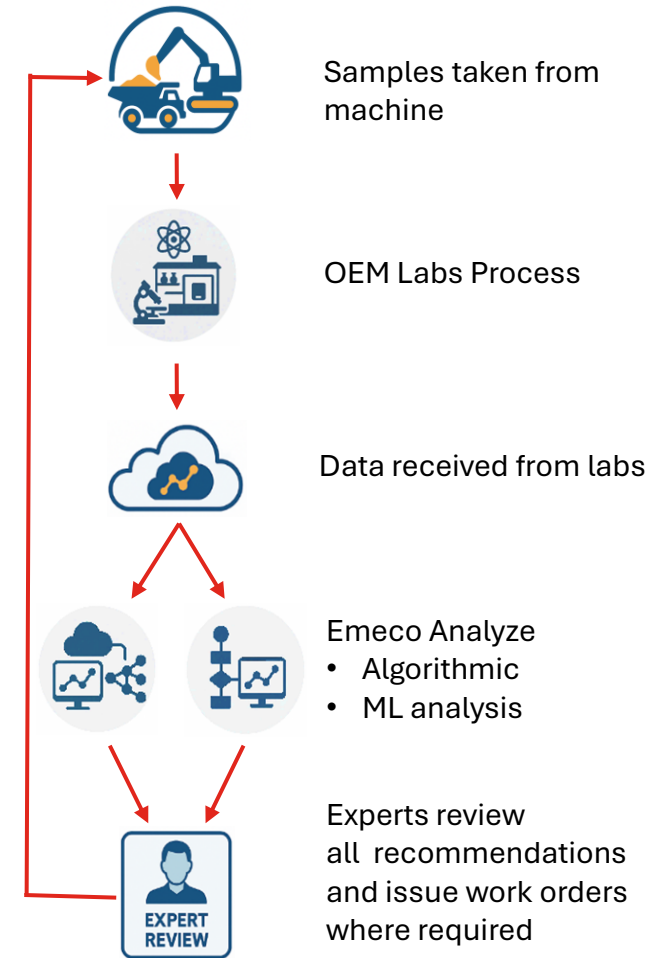 Samples taken from
machine
OEM Labs Process
Data received from labs
Emeco Analyze
• Algorithmic
• ML analysis
Experts review
all recommendations
and issue work orders
where required
EXPERT
REVIEW